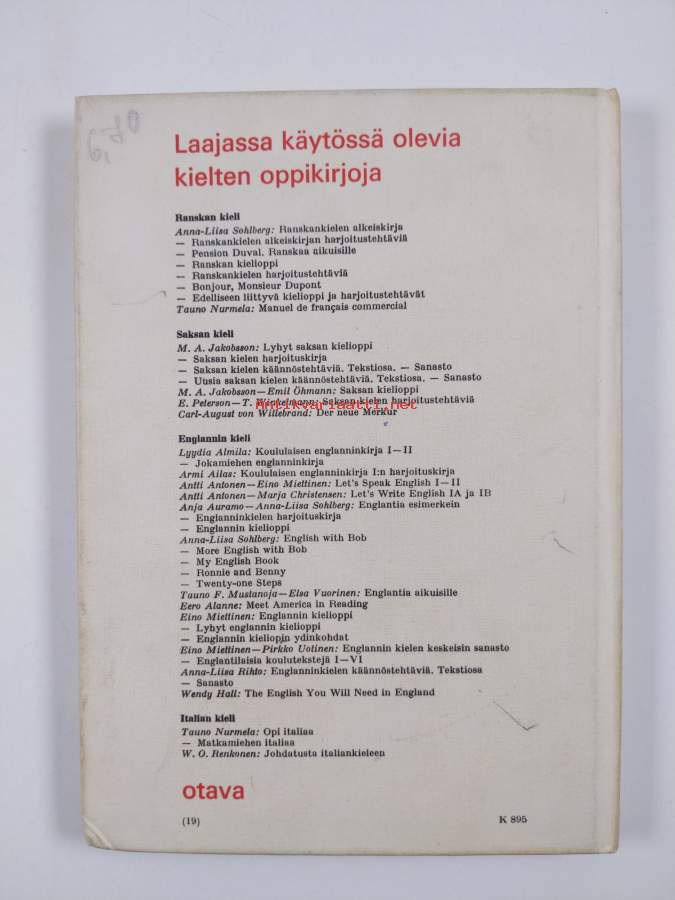 6,70
Laajassa käytössä olevia
kielten oppikirjoja
Ranskan kieli
Anna-Liisa Sohlberg: Ranskankielen alkeiskirja
— Ranskankielen alkeiskirjan harjoitustehtäviä
— Pension Duval. Ranskaa aikuisille
— Ranskan kielioppi
— Ranskankielen harjoitustehtäviä
— Bonjour, Monsieur Dupont
— Edelliseen liittyvä kielioppi ja harjoitustehtävät
Tauno Nurmela: Manuel de français commercial
Saksan kieli
M. A. Jakobsson: Lyhyt saksan kielioppi
— Saksan kielen harjoituskirja
— Saksan kielen käännöstehtäviä. Tekstiosa. — Sanasto
— Uusia saksan kielen käännöstehtäviä. Tekstiosa. — Sanasto
M. A. Jakobsson—Emil Öhmann: Saksan kielioppi
E. Peterson—T. Winkelmann: Saksan kielen harjoitustehtäviä
Antikvariaatti.net
Carl-August von Willebrand: Der neue Merkur
Englannin kieli
Lyydia Almila: Koululaisen englanninkirja I—II
— Jokamiehen englanninkirja
Armi Ailas: Koululaisen englanninkirja I:n harjoituskirja
Antti Antonen—Eino Miettinen: Let's Speak English I—II
Antti Antonen—Marja Christensen: Let's Write English IA ja IB
Anja Auramo—Anna-Liisa Sohlberg: Englantia esimerkein
— Englanninkielen harjoituskirja
— Englannin kielioppi
Anna-Liisa Sohlberg: English with Bob
— More English with Bob
— My English Book
— Ronnie and Benny
— Twenty-one Steps
Tauno F. Mustanoja—Elsa Vuorinen: Englantia aikuisille
Eero Alanne: Meet America in Reading
Eino Miettinen: Englannin kielioppi
— Lyhyt englannin kielioppi
— Englannin kieliopin ydinkohdat
Eino Miettinen—Pirkko Uotinen: Englannin kielen keskeisin sanasto
— Englantilaisia koulutekstejä I—VI
Anna-Liisa Rihto: Englanninkielen käännöstehtäviä. Tekstiosa
— Sanasto
Wendy Hall: The English You Will Need in England
Italian kieli
Tauno Nurmela: Opi italiaa
— Matkamiehen italiaa
W. O. Renkonen: Johdatusta italiankieleen
otava
(19)
K 895